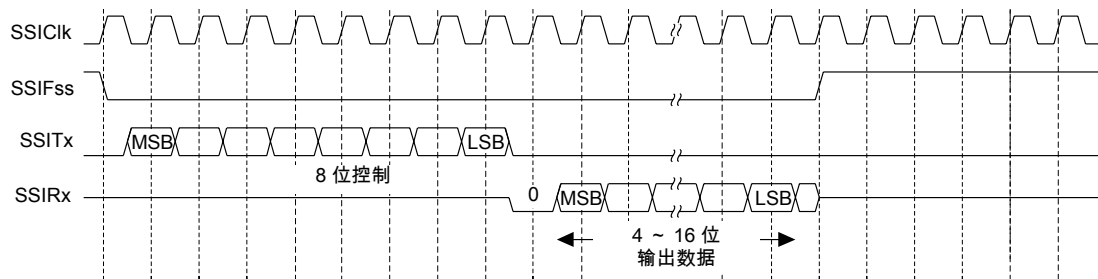 SSIClk
SSIFss
SSITx
MSB
LSB
8 位控制
SSIRx
0
MSB
LSB
4 ~ 16 位
输出数据